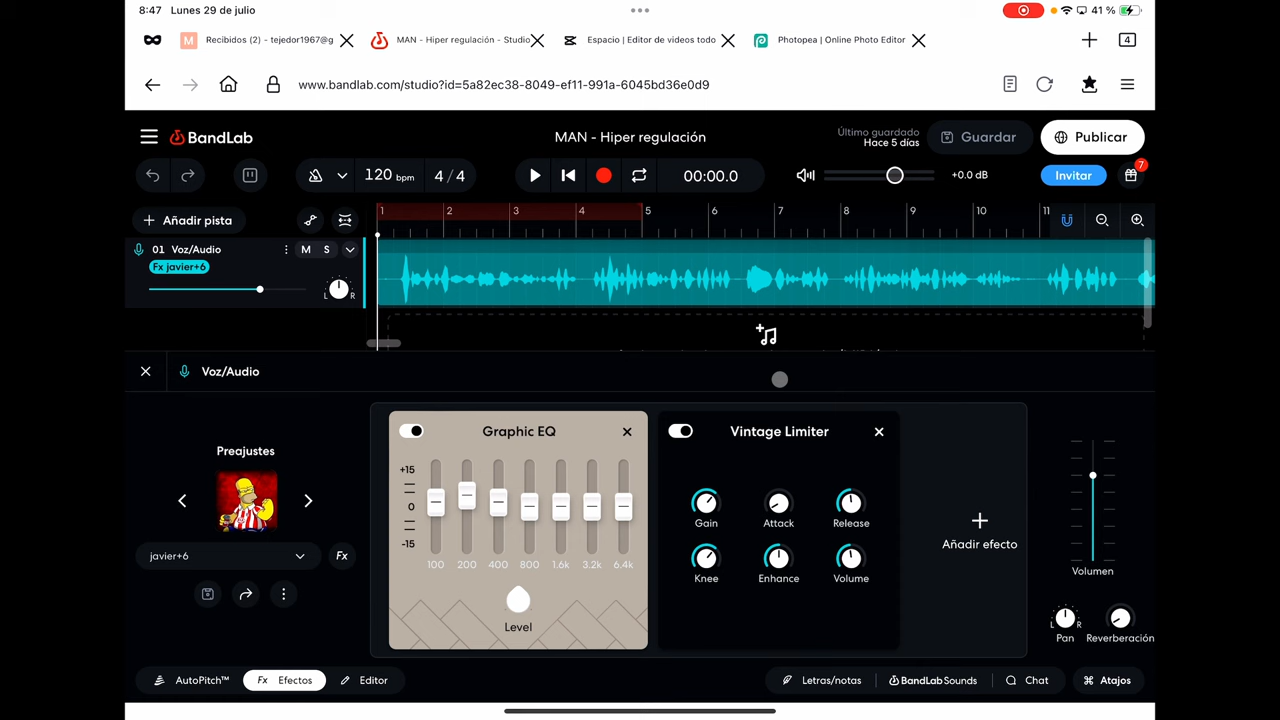 8:47 Lunes 29 de julio
41 %
M Recibidos (2) - tejedor1967@g
MAN - Hiper regulación - Studio
Espacio | Editor de videos todo
Photopea | Online Photo Editor
4
www.bandlab.com/studio?id=5a82ec38-8049-ef11-991a-6045bd36e0d9
BandLab
MAN - Hiper regulación
Último guardado
Hace 5 días
Guardar
Publicar
120 bpm
4 / 4
00:00.0
+0.0 dB
Invitar
7
Añadir pista
1 2 3 4 5 6 7 8 9 10 11
01 Voz/Audio
M S
Fx javier+6
L R
Voz/Audio
Preajustes
javier+6
Fx
Graphic EQ
+15
0
-15
100 200 400 800 1.6k 3.2k 6.4k
Level
Vintage Limiter
Gain Attack Release
Knee Enhance Volume
Añadir efecto
Volumen
L R
Pan Reverberación
AutoPitch™
Fx Efectos
Editor
Letras/notas
BandLab Sounds
Chat
Atajos